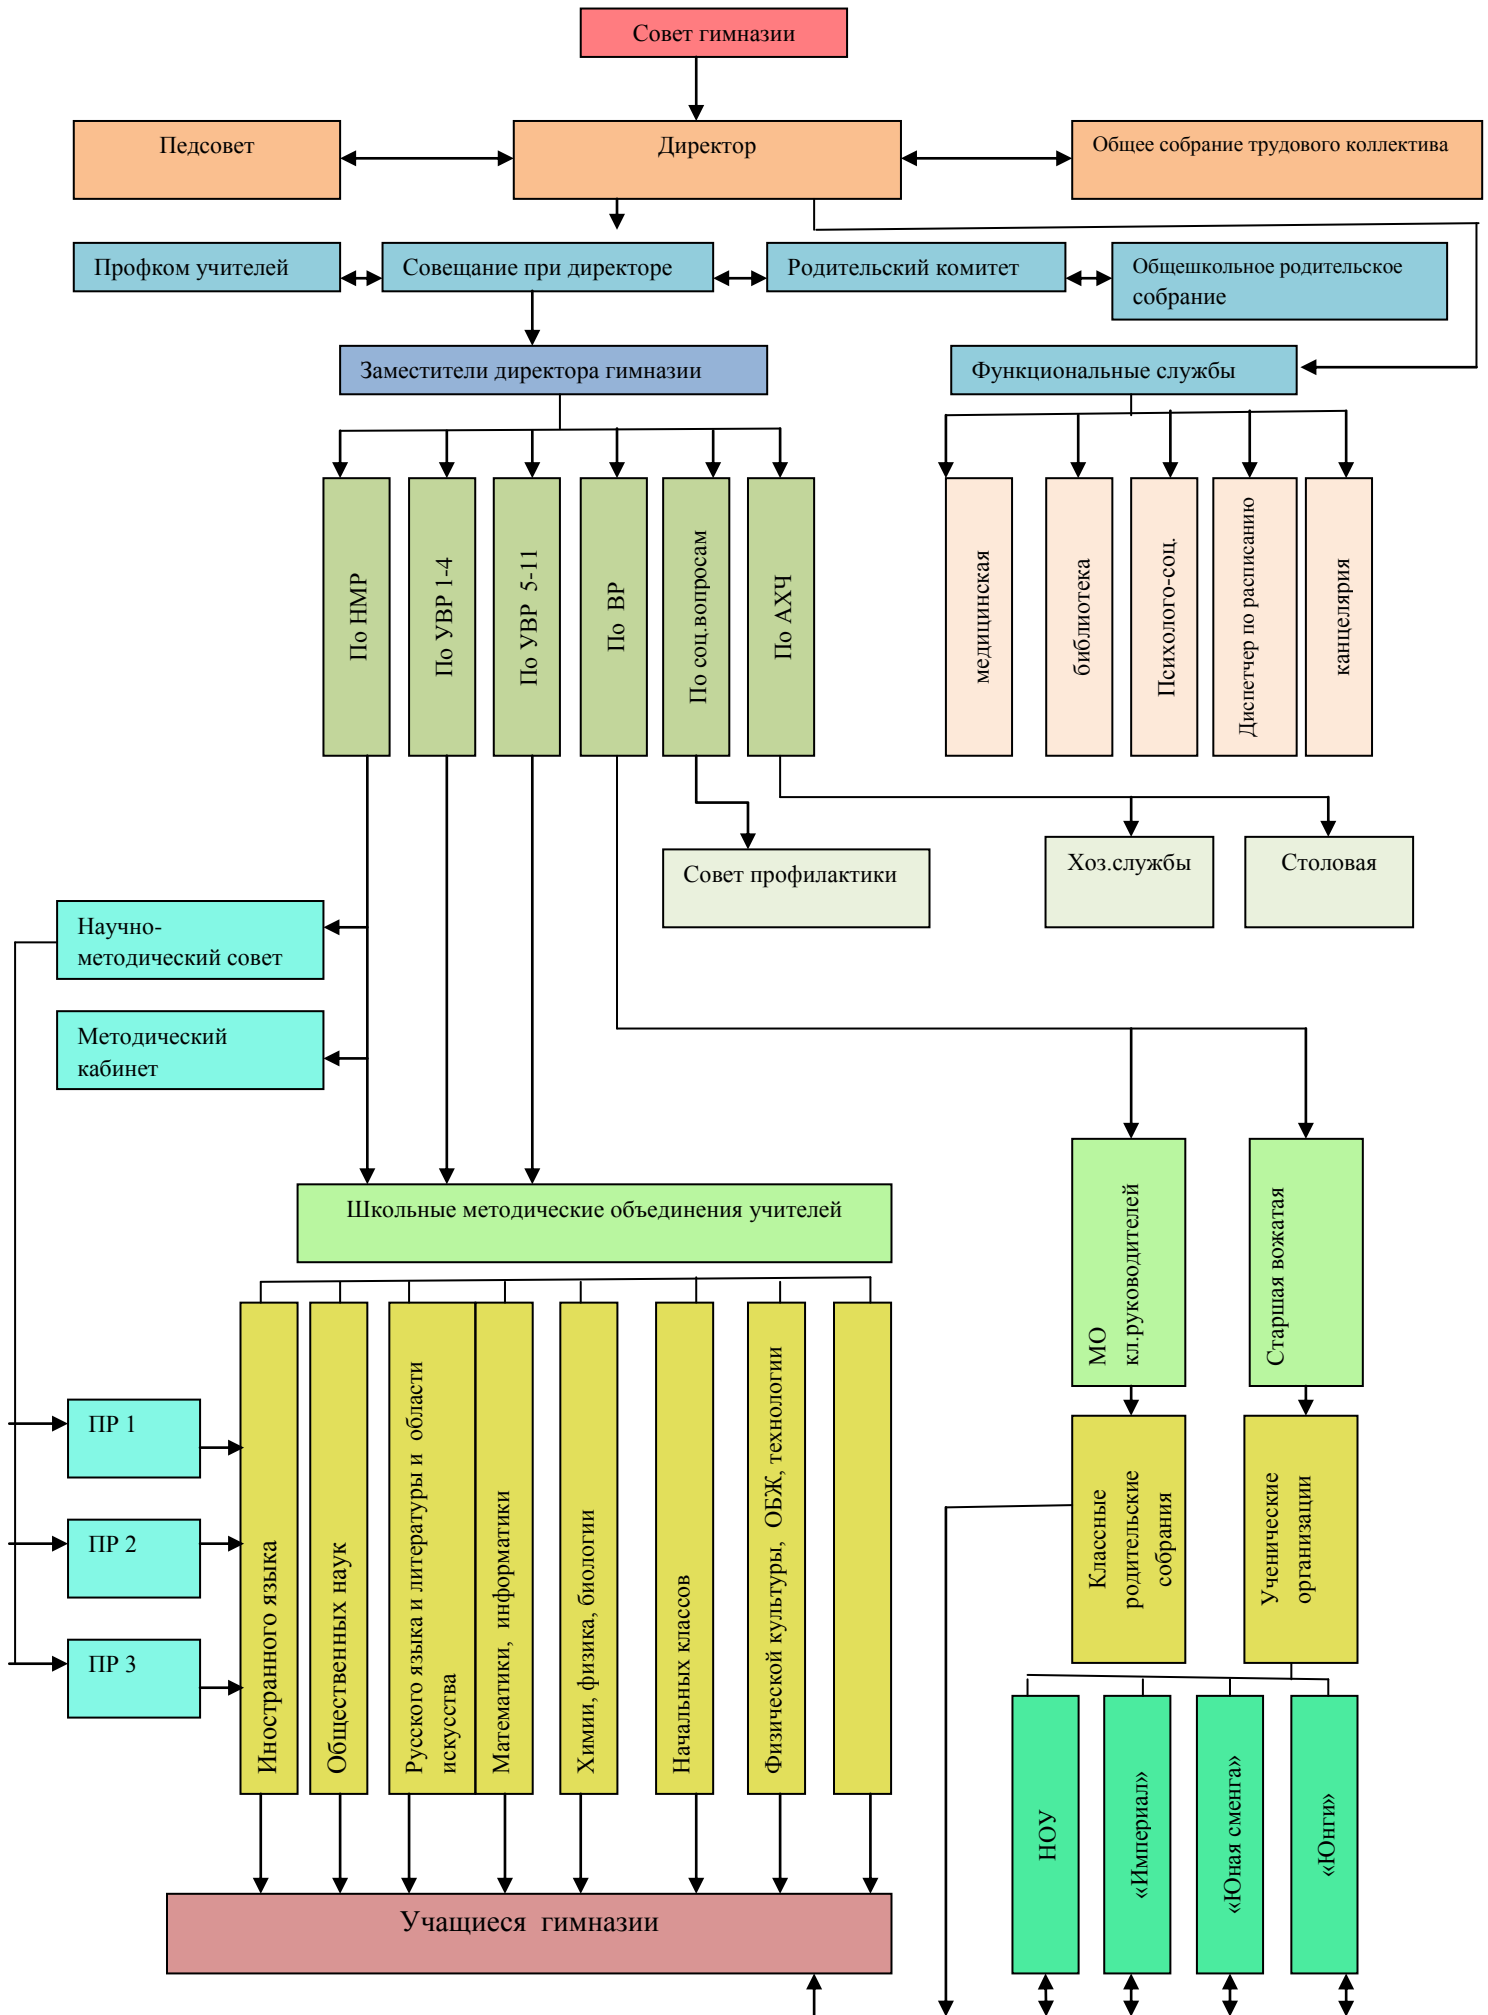 Совет гимназии
Педсовет
Директор
Общее собрание трудового коллектива
Профком учителей
Совещание при директоре
Родительский комитет
Общешкольное родительское
собрание
Заместители директора гимназии
Функциональные службы
По НМР
По УВР 1-4
По УВР 5-11
По ВР
По соц.вопросам
По АХЧ
медицинская
библиотека
Психолого-соц.
Диспетчер по расписанию
канцелярия
Совет профилактики
Хоз.службы
Столовая
Научно-
методический совет
Методический
кабинет
Школьные методические объединения учителей
МО
кл.руководителей
Старшая вожатая
ПР 1
ПР 2
ПР 3
Иностранного языка
Общественных наук
Русского языка и литературы и области
искусства
Математики, информатики
Химии, физика, биологии
Начальных классов
Физической культуры, ОБЖ, технологии
Классные
родительские
собрания
Ученические
организации
НОУ
«Империал»
«Юная сменга»
«Юнги»
Учащиеся гимназии